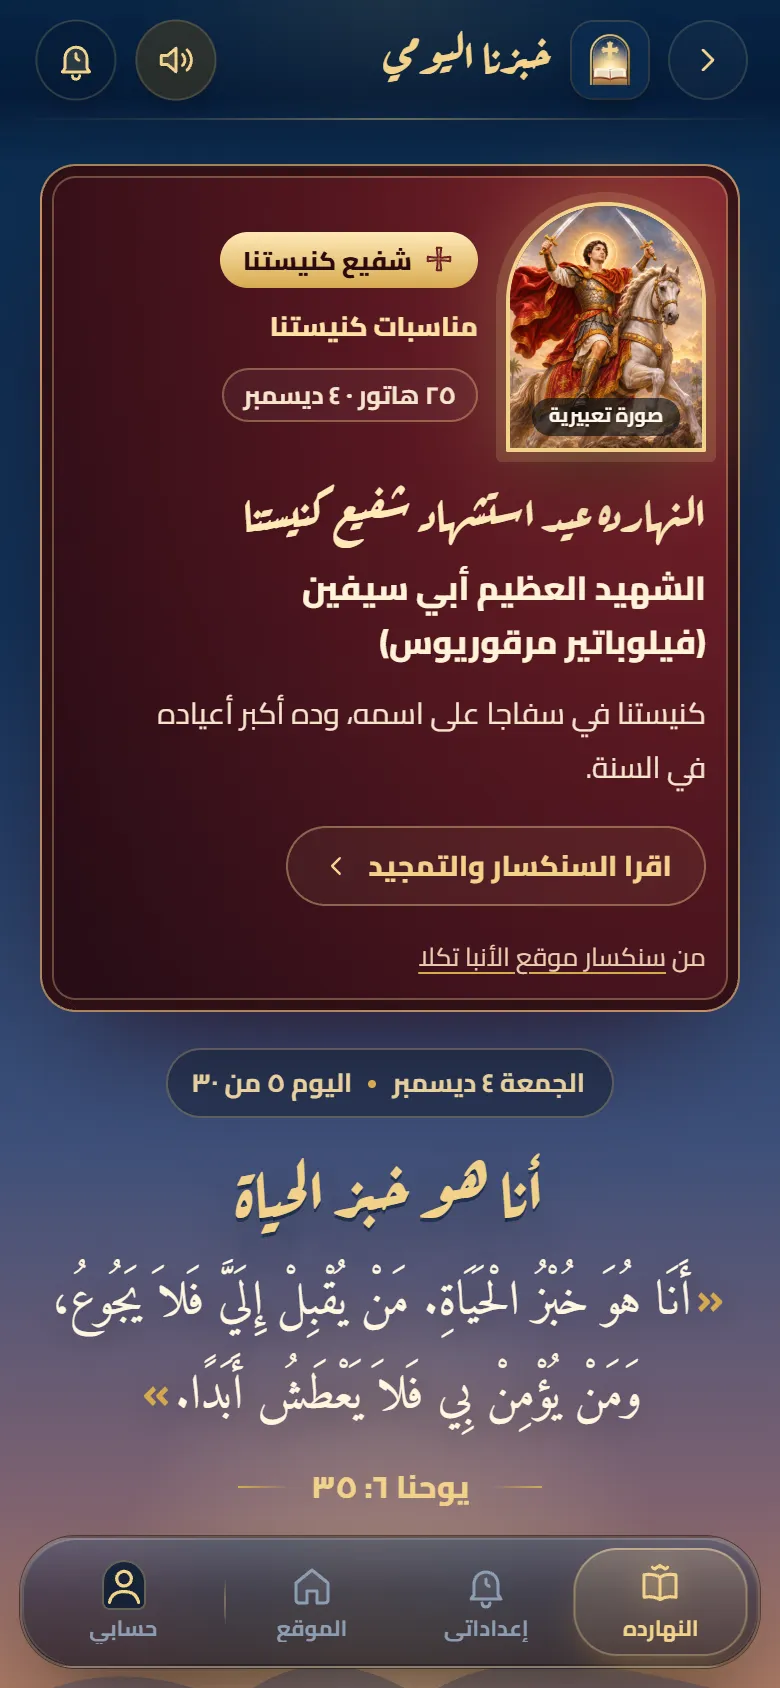 خبزنا اليومي
شفيع كنيستنا
مناسبات كنيستنا
٢٥ هاتور · ٤ ديسمبر
صورة تعبيرية
النهارده عيد استشهاد شفيع كنيستنا
الشهيد العظيم أبي سيفين
(فيلوباتير مرقوريوس)
كنيستنا في سفاجا على اسمه، وده أكبر أعياده
في السنة.
اقرا السنكسار والتمجيد
من سنكسار موقع الأنبا تكلا
الجمعة ٤ ديسمبر • اليوم ٥ من ٣٠
أنا هو خبز الحياة
«أَنَا هُوَ خُبْزُ الْحَيَاةِ. مَنْ يُقْبِلْ إِلَيَّ فَلاَ يَجُوعُ،
وَمَنْ يُؤْمِنْ بِي فَلاَ يَعْطَشُ أَبَدًا.»
يوحنا ٦: ٣٥
النهارده
إعداداتى
الموقع
حسابي